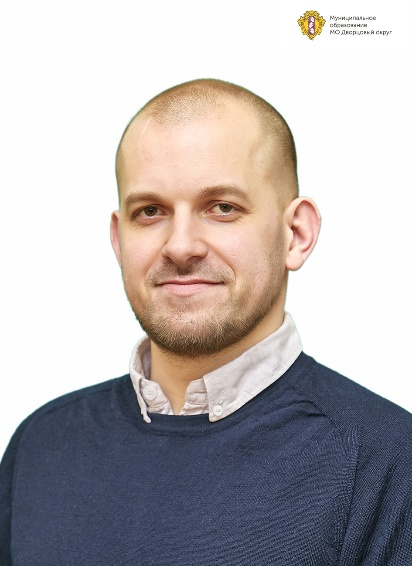 Муниципальное
образование
МО Дворцовый округ